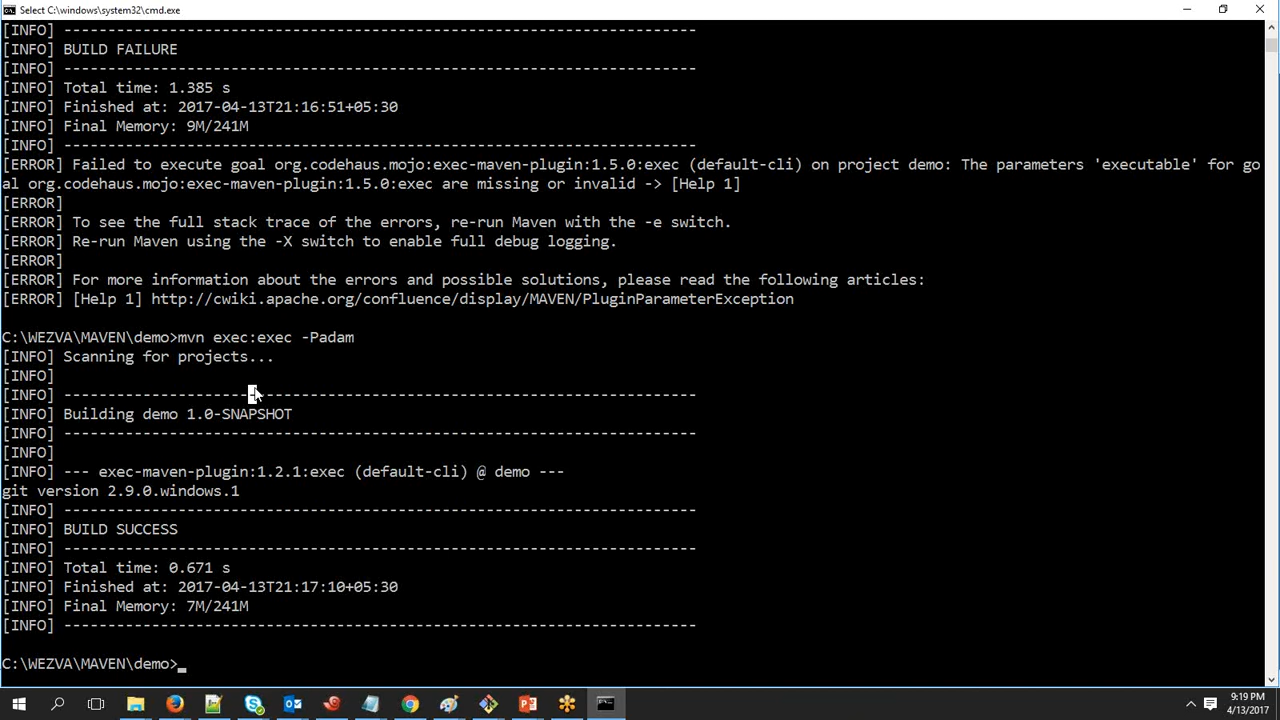 Select C:\windows\system32\cmd.exe
[INFO] ------------------------------------------------------------------------
[INFO] BUILD FAILURE
[INFO] ------------------------------------------------------------------------
[INFO] Total time: 1.385 s
[INFO] Finished at: 2017-04-13T21:16:51+05:30
[INFO] Final Memory: 9M/241M
[INFO] ------------------------------------------------------------------------
[ERROR] Failed to execute goal org.codehaus.mojo:exec-maven-plugin:1.5.0:exec (default-cli) on project demo: The parameters 'executable' for go
al org.codehaus.mojo:exec-maven-plugin:1.5.0:exec are missing or invalid -> [Help 1]
[ERROR]
[ERROR] To see the full stack trace of the errors, re-run Maven with the -e switch.
[ERROR] Re-run Maven using the -X switch to enable full debug logging.
[ERROR]
[ERROR] For more information about the errors and possible solutions, please read the following articles:
[ERROR] [Help 1] http://cwiki.apache.org/confluence/display/MAVEN/PluginParameterException
C:\WEZVA\MAVEN\demo>mvn exec:exec -Padam
[INFO] Scanning for projects...
[INFO]
[INFO] ------------------------------------------------------------------------
[INFO] Building demo 1.0-SNAPSHOT
[INFO] ------------------------------------------------------------------------
[INFO]
[INFO] --- exec-maven-plugin:1.2.1:exec (default-cli) @ demo ---
git version 2.9.0.windows.1
[INFO] ------------------------------------------------------------------------
[INFO] BUILD SUCCESS
[INFO] ------------------------------------------------------------------------
[INFO] Total time: 0.671 s
[INFO] Finished at: 2017-04-13T21:17:10+05:30
[INFO] Final Memory: 7M/241M
[INFO] ------------------------------------------------------------------------
C:\WEZVA\MAVEN\demo>_
9:19 PM
4/13/2017